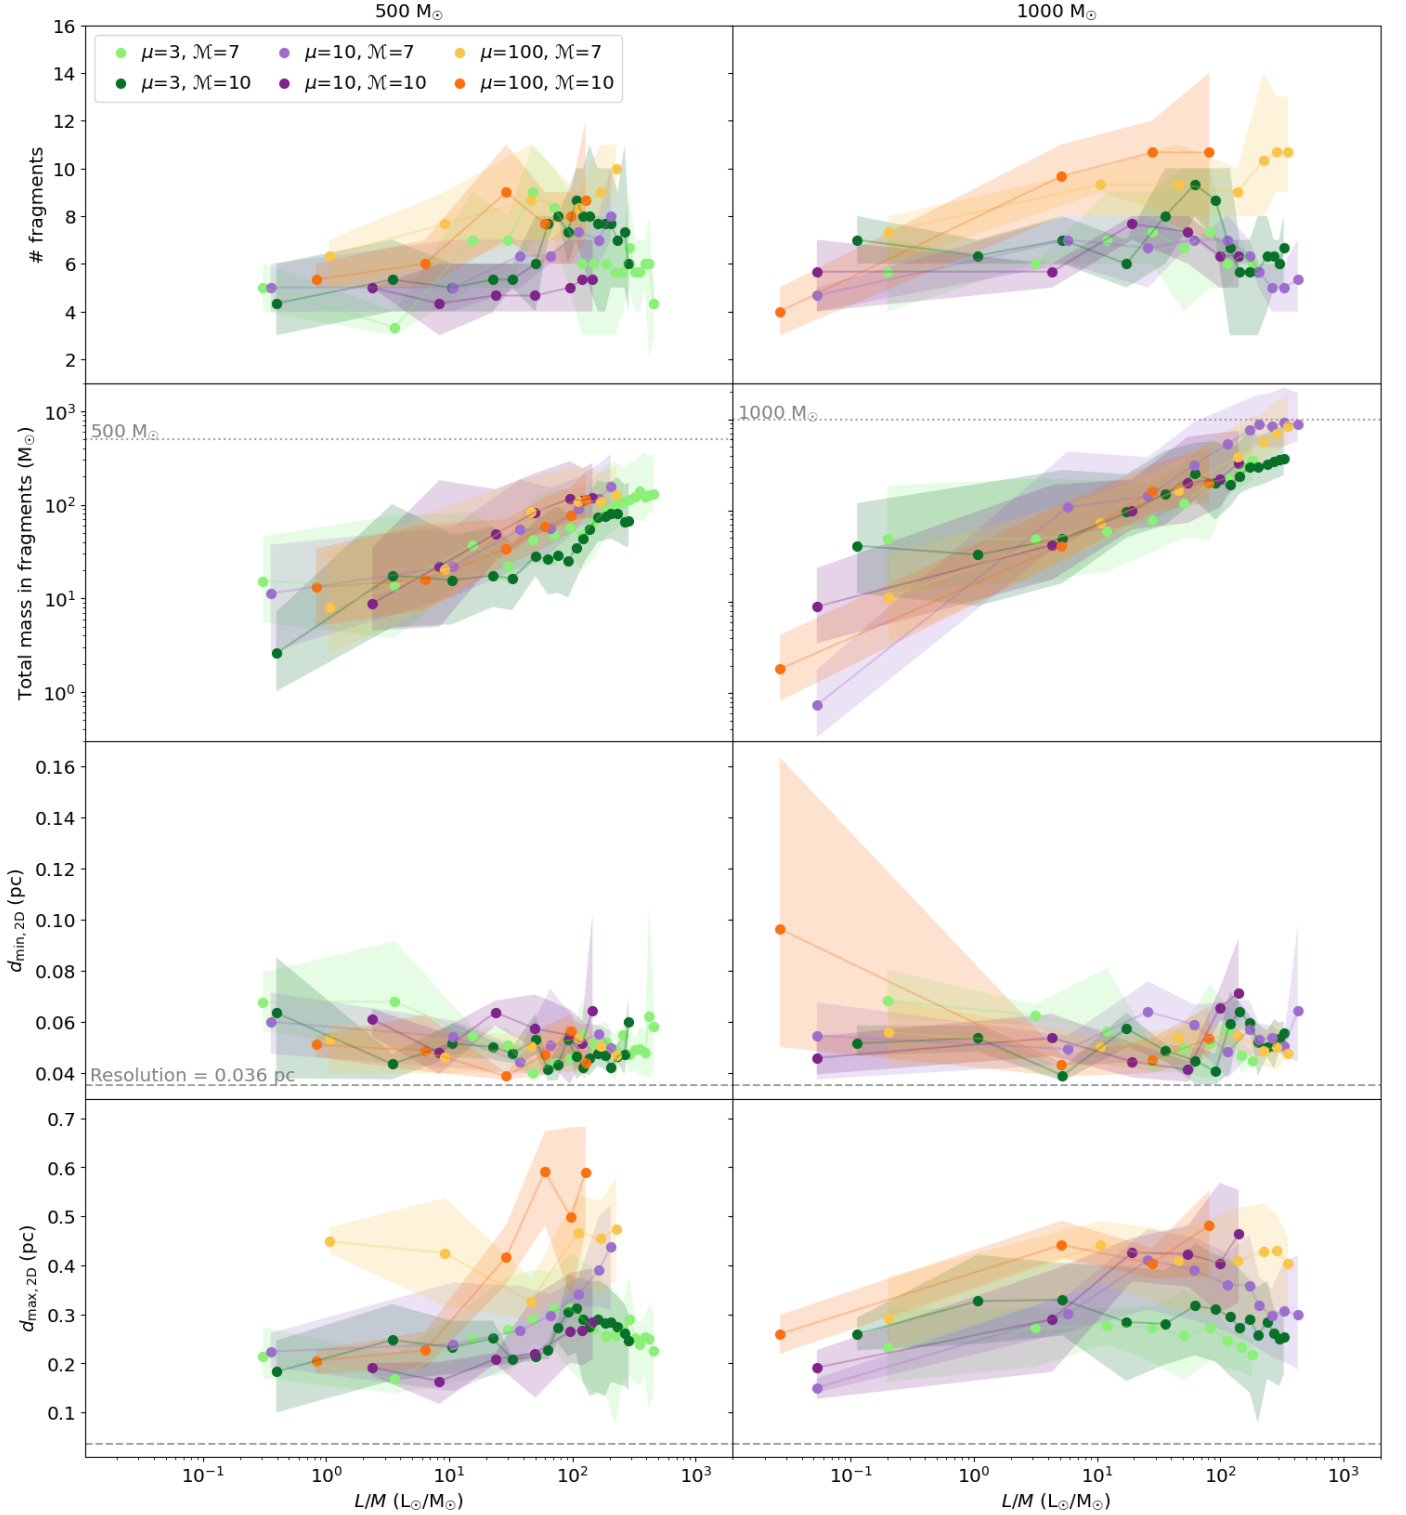 500 M☉ 1000 M☉
16
14
12
10
8
6
4
2
# fragments
μ=3, ℳ=7 μ=10, ℳ=7 μ=100, ℳ=7
μ=3, ℳ=10 μ=10, ℳ=10 μ=100, ℳ=10
10³
10²
10¹
10⁰
Total mass in fragments (M☉)
500 M☉
1000 M☉
0.16
0.14
0.12
0.10
0.08
0.06
0.04
d_min, 2D (pc)
Resolution = 0.036 pc
0.7
0.6
0.5
0.4
0.3
0.2
0.1
d_max, 2D (pc)
10⁻¹ 10⁰ 10¹ 10² 10³ 10⁻¹ 10⁰ 10¹ 10² 10³
L/M (L☉/M☉) L/M (L☉/M☉)